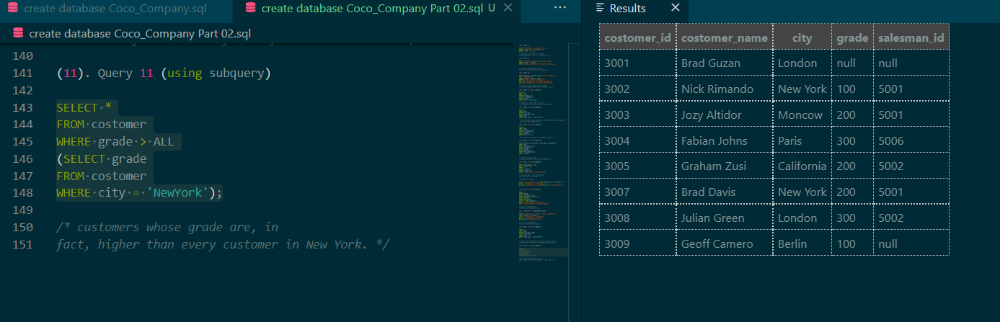 create database Coco_Company.sql
create database Coco_Company Part 02.sql U
Results
create database Coco_Company Part 02.sql
140
141 (11). Query 11 (using subquery)
142
143 SELECT *
144 FROM costomer
145 WHERE grade > ALL
146 (SELECT grade
147 FROM costomer
148 WHERE city = 'NewYork');
149
150 /* customers whose grade are, in
151 fact, higher than every customer in New York. */
costomer_id costomer_name city grade salesman_id
3001 Brad Guzan London null null
3002 Nick Rimando New York 100 5001
3003 Jozy Altidor Moncow 200 5001
3004 Fabian Johns Paris 300 5006
3005 Graham Zusi California 200 5002
3007 Brad Davis New York 200 5001
3008 Julian Green London 300 5002
3009 Geoff Camero Berlin 100 null